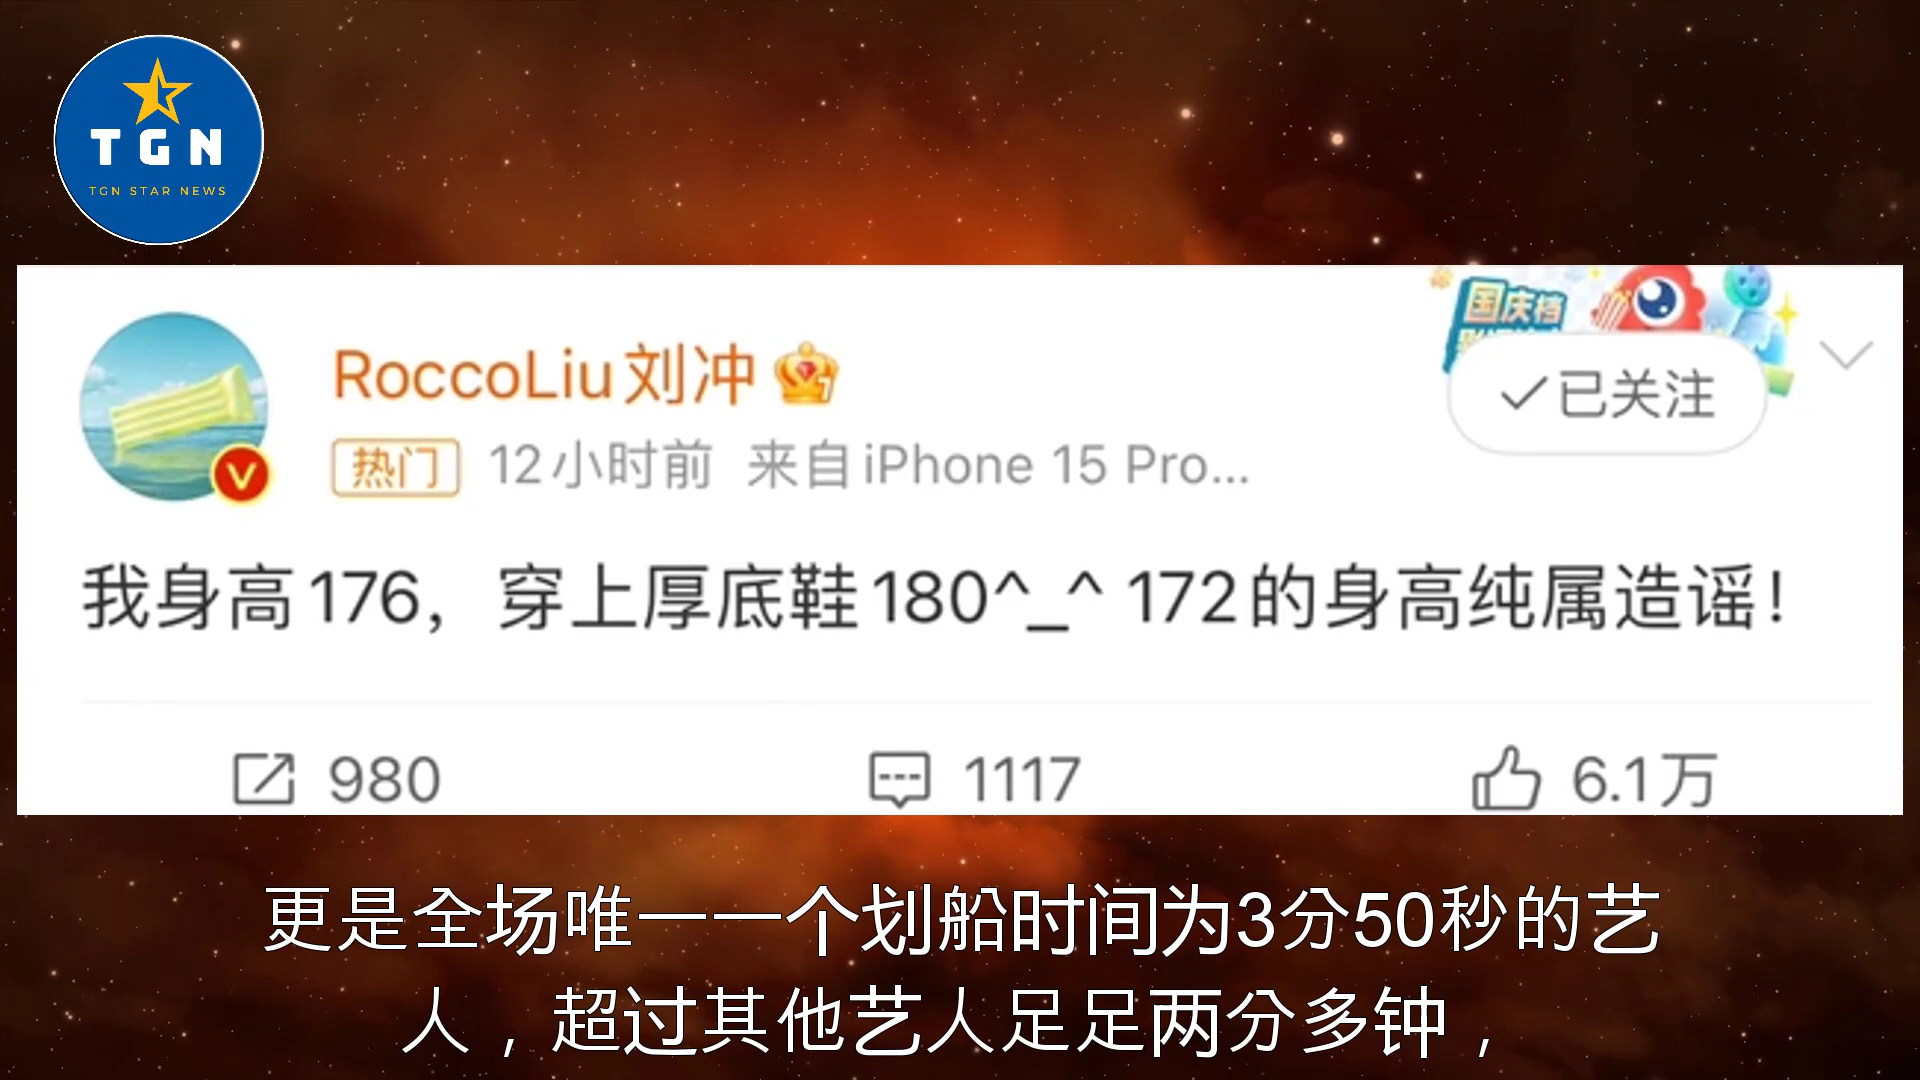 TGN
TGN STAR NEWS
国庆档
RoccoLiu刘冲
已关注
热门 12小时前 来自iPhone 15 Pro...
我身高176，穿上厚底鞋180^_^ 172的身高纯属造谣！
980 1117 6.1万
更是全场唯一一个划船时间为3分50秒的艺
人，超过其他艺人足足两分多钟，